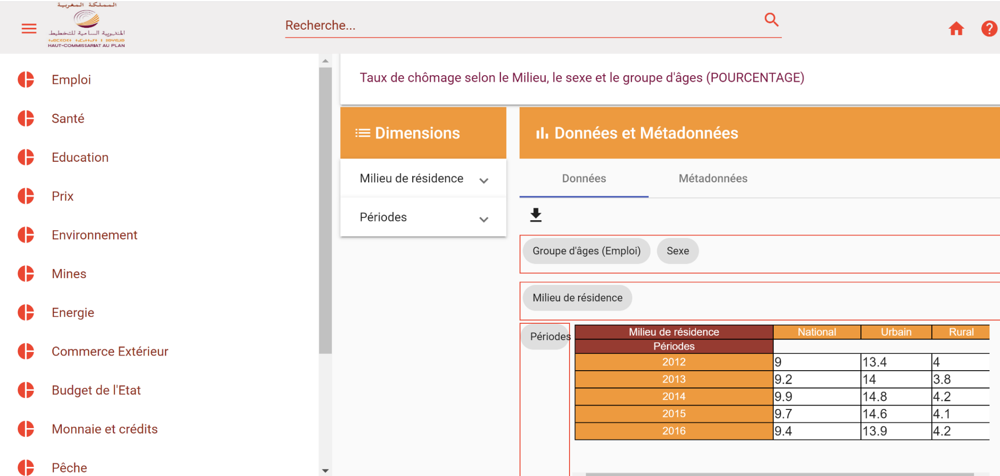 المملكة المغربية
المندوبية السامية للتخطيط
HAUT-COMMISSARIAT AU PLAN
Recherche...
Emploi
Santé
Education
Prix
Environnement
Mines
Energie
Commerce Extérieur
Budget de l'Etat
Monnaie et crédits
Pêche
Taux de chômage selon le Milieu, le sexe et le groupe d'âges (POURCENTAGE)
Dimensions
Milieu de résidence
Périodes
Données et Métadonnées
Données Métadonnées
Groupe d'âges (Emploi) Sexe
Milieu de résidence
Périodes
Milieu de résidence National Urbain Rural
Périodes
2012 9 13.4 4
2013 9.2 14 3.8
2014 9.9 14.8 4.2
2015 9.7 14.6 4.1
2016 9.4 13.9 4.2